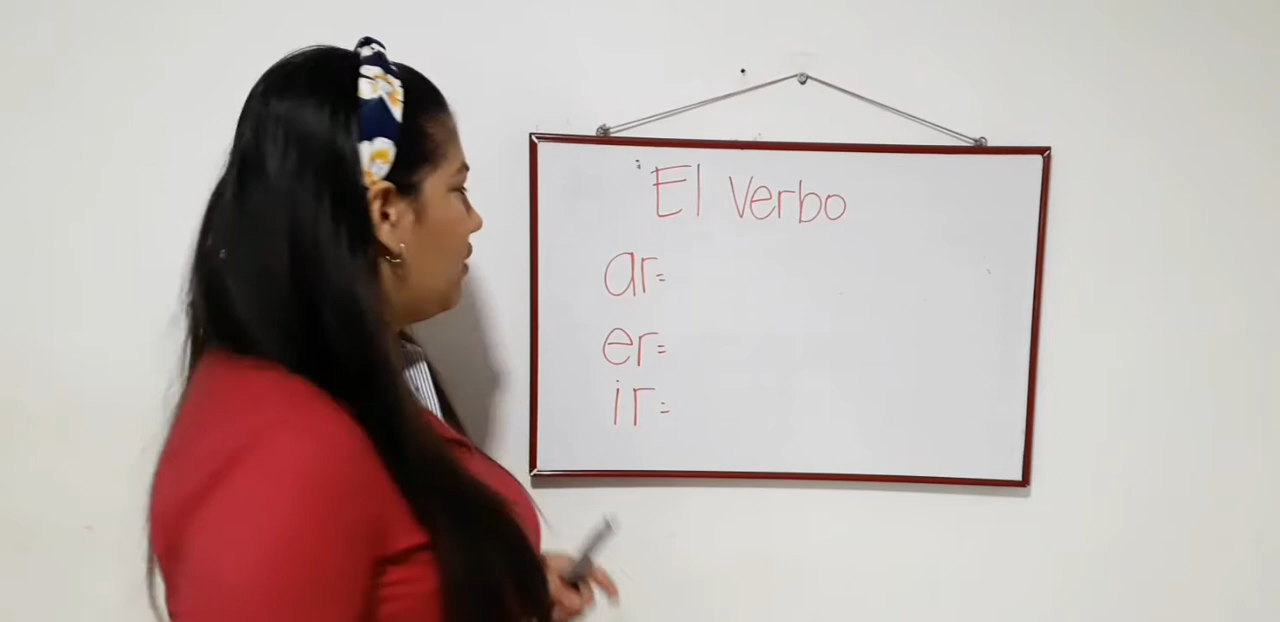 El verbo
ar=
er=
ir=